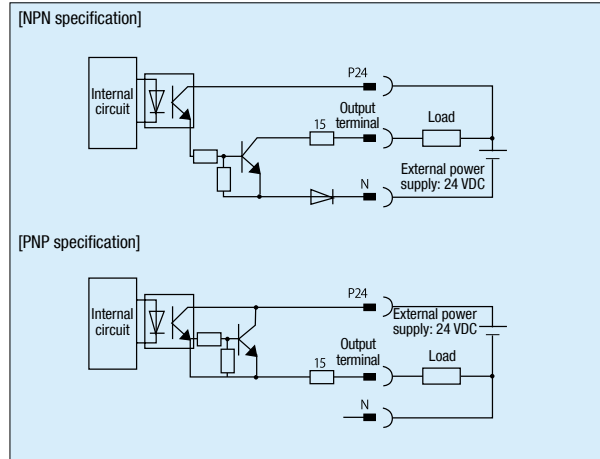 [NPN specification]
P24
Internal
circuit
Output
terminal
Load
15
External power
supply: 24 VDC
N
[PNP specification]
P24
External power
supply: 24 VDC
Internal
circuit
Output
terminal
Load
15
N